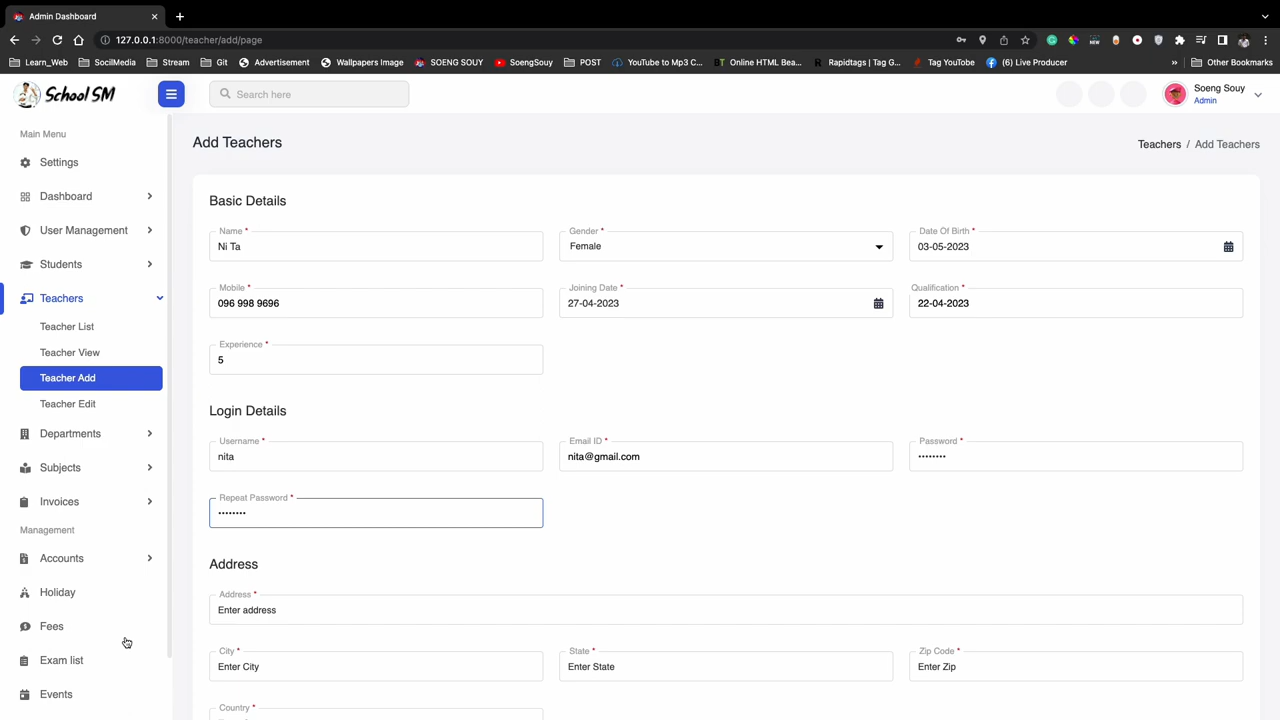 Admin Dashboard
127.0.0.1:8000/teacher/add/page
Learn_Web
SocilMedia
Stream
Git
Advertisement
Wallpapers Image
SOENG SOUY
SoengSouy
POST
YouTube to Mp3 C...
Online HTML Bea...
Rapidtags | Tag G...
Tag YouTube
(6) Live Producer
»
Other Bookmarks
School SM
Search here
Soeng Souy
Admin
Main Menu
Settings
Dashboard
User Management
Students
Teachers
Teacher List
Teacher View
Teacher Add
Teacher Edit
Departments
Subjects
Invoices
Management
Accounts
Holiday
Fees
Exam list
Events
Add Teachers
Teachers / Add Teachers
Basic Details
Name *
Ni Ta
Gender *
Female
Date Of Birth *
03-05-2023
Mobile *
096 998 9696
Joining Date *
27-04-2023
Qualification *
22-04-2023
Experience *
5
Login Details
Username *
nita
Email ID *
nita@gmail.com
Password *
••••••••
Repeat Password *
••••••••
Address
Address *
Enter address
City *
Enter City
State *
Enter State
Zip Code *
Enter Zip
Country *